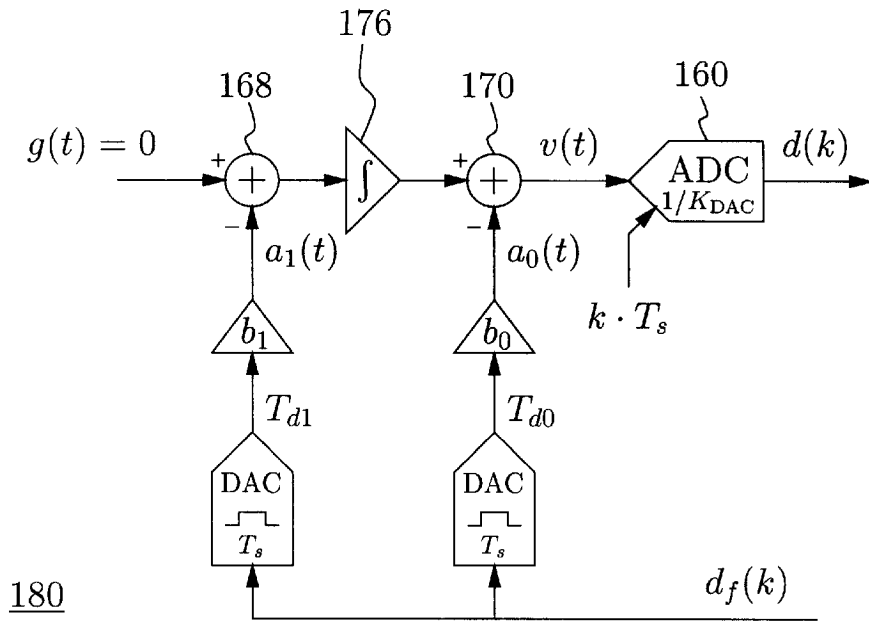 176
168
170
160
g(t) = 0
+
+
∫
+
+
v(t)
ADC
1/K_DAC
d(k)
−
a_1(t)
−
a_0(t)
k · T_s
b_1
b_0
T_d1
T_d0
DAC
T_s
DAC
T_s
180
d_f(k)